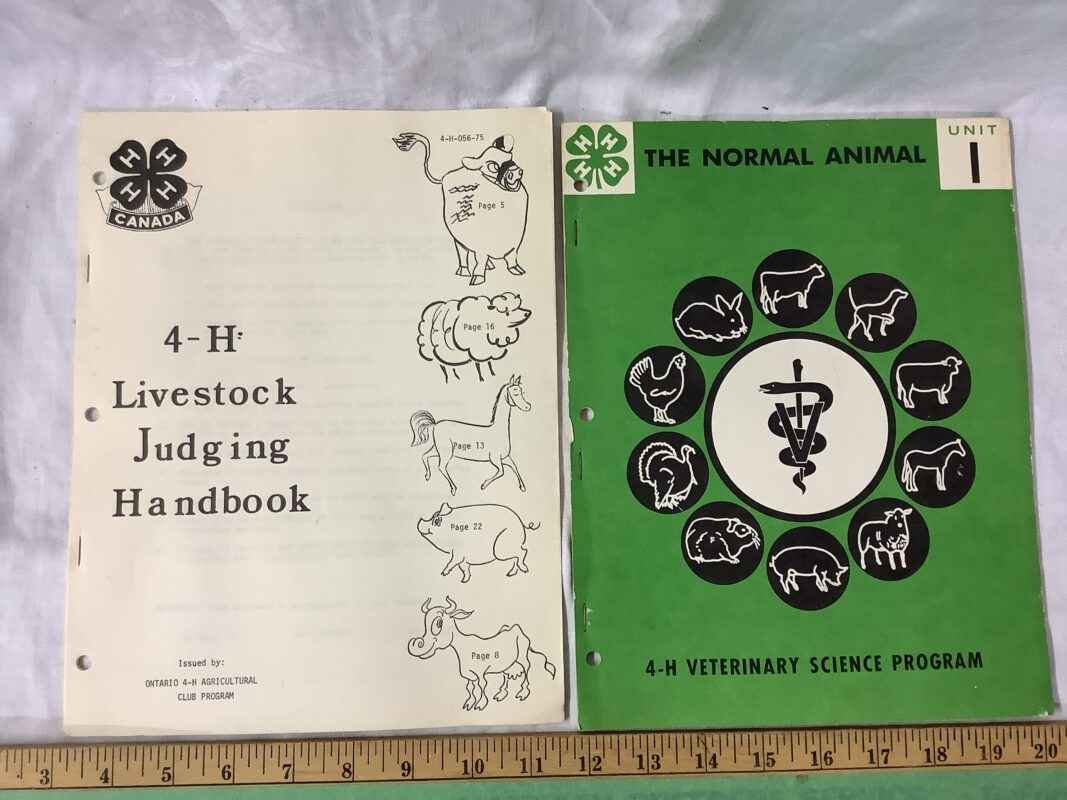 H H
H H
CANADA
4-H-056-75
Page 5
Page 16
Page 13
Page 22
Page 8
4-H
Livestock
Judging
Handbook
Issued by:
ONTARIO 4-H AGRICULTURAL
CLUB PROGRAM
H H
H H
THE NORMAL ANIMAL
UNIT
I
V
4-H VETERINARY SCIENCE PROGRAM
3 4 5 6 7 8 9 10 11 12 13 14 15 16 17 18 19 20